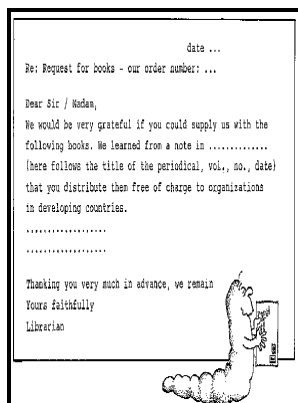 date ...
Re: Request for books - our order number: ...
Dear Sir / Madam,
We would be very grateful if you could supply us with the
following books. We learned from a note in ..............
(here follows the title of the periodical, vol., no., date)
that you distribute them free of charge to organizations
in developing countries.
...................
...................
Thanking you very much in advance, we remain
Yours faithfully
Librarian